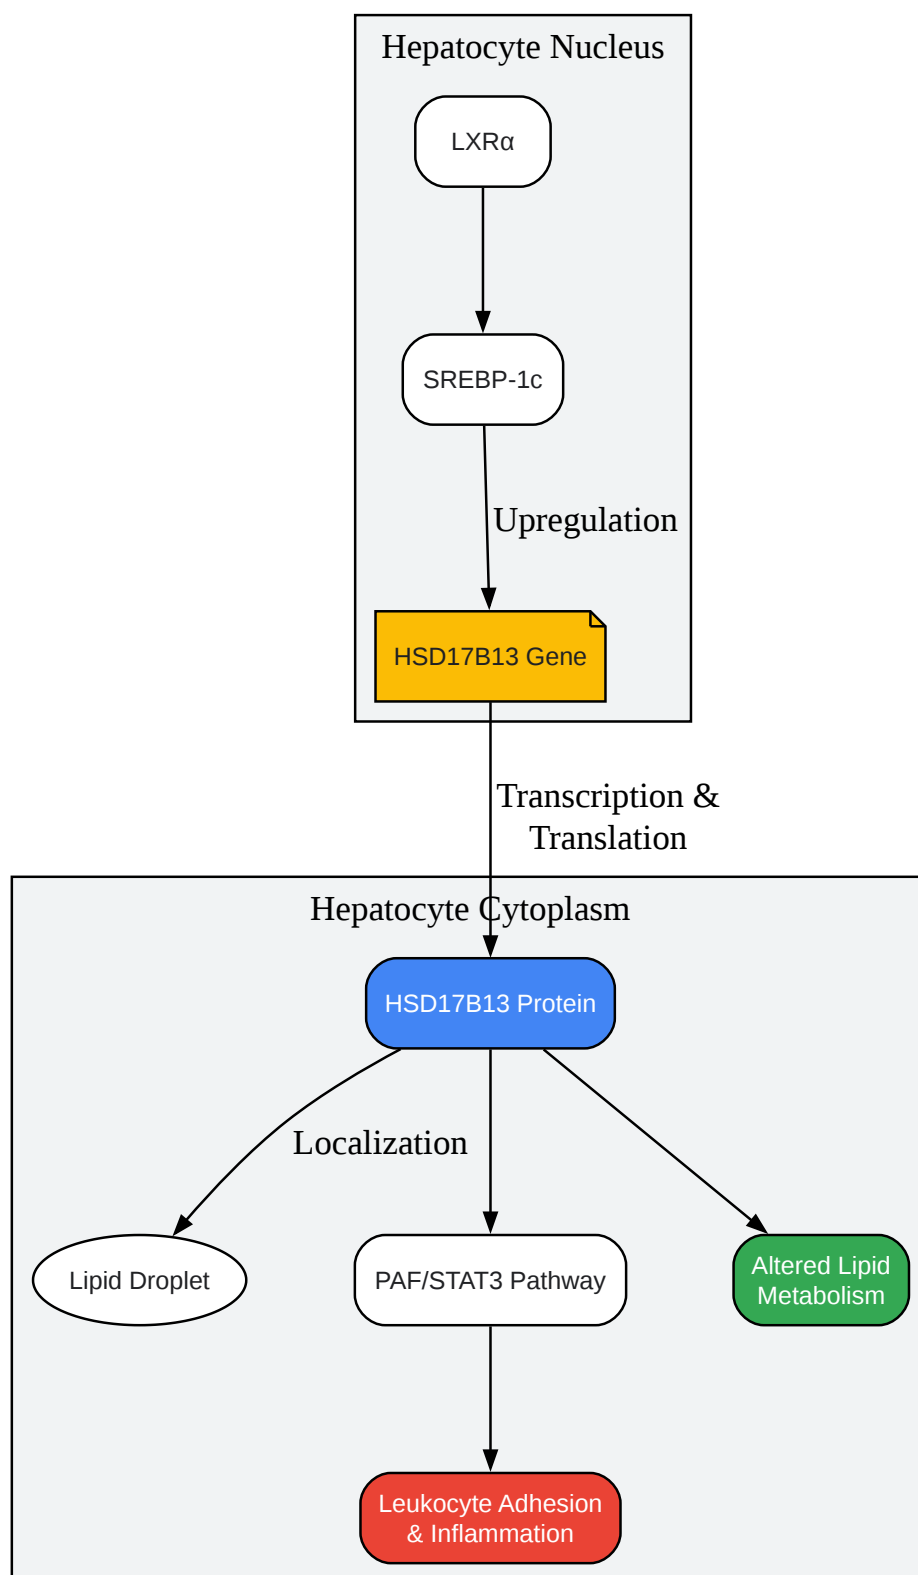 Hepatocyte Nucleus
LXRα
SREBP-1c
Upregulation
HSD17B13 Gene
Transcription &
Translation
Hepatocyte Cytoplasm
HSD17B13 Protein
Localization
Lipid Droplet
PAF/STAT3 Pathway
Altered Lipid
Metabolism
Leukocyte Adhesion
& Inflammation